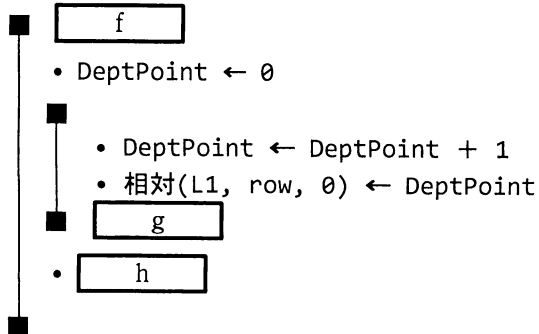 f
• DeptPoint ← 0
• DeptPoint ← DeptPoint + 1
• 相対(L1, row, 0) ← DeptPoint
g
• h